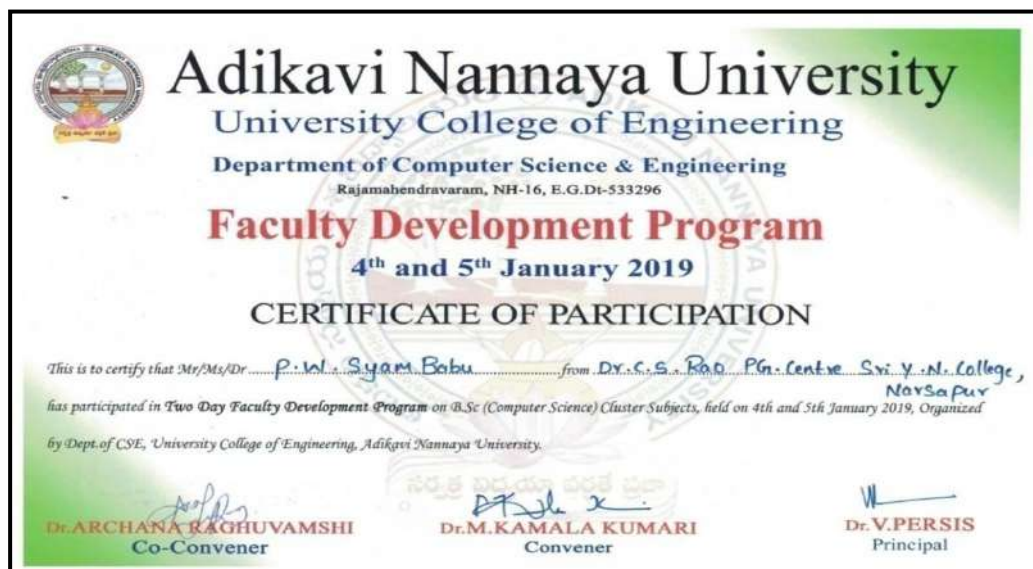 Adikavi Nannaya University
University College of Engineering
Department of Computer Science & Engineering
Rajamahendravaram, NH-16, E.G.Dt-533296
Faculty Development Program
4th and 5th January 2019
CERTIFICATE OF PARTICIPATION
This is to certify that Mr/Ms/Dr P. W. Syam Babu from Dr. C. S. Rao PG. Centre Sri Y. N. College,
Narsapur
has participated in Two Day Faculty Development Program on B.Sc (Computer Science) Cluster Subjects, held on 4th and 5th January 2019, Organized
by Dept.of CSE, University College of Engineering, Adikavi Nannaya University.
Dr.ARCHANA RAGHUVAMSHI
Co-Convener
Dr.M.KAMALA KUMARI
Convener
Dr.V.PERSIS
Principal